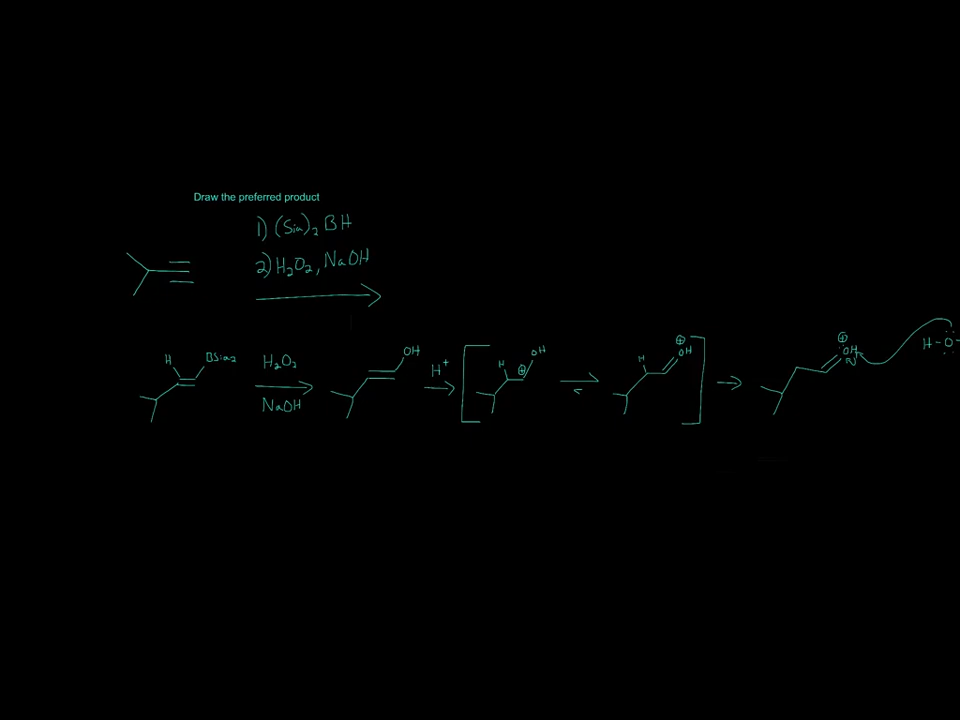 Draw the preferred product
1) (Sia)₂ BH
2) H₂O₂, NaOH
H BSia₂ H₂O₂ NaOH OH H⁺ H ⊕ OH H ⊕ OH ⊕ :OH H-O-